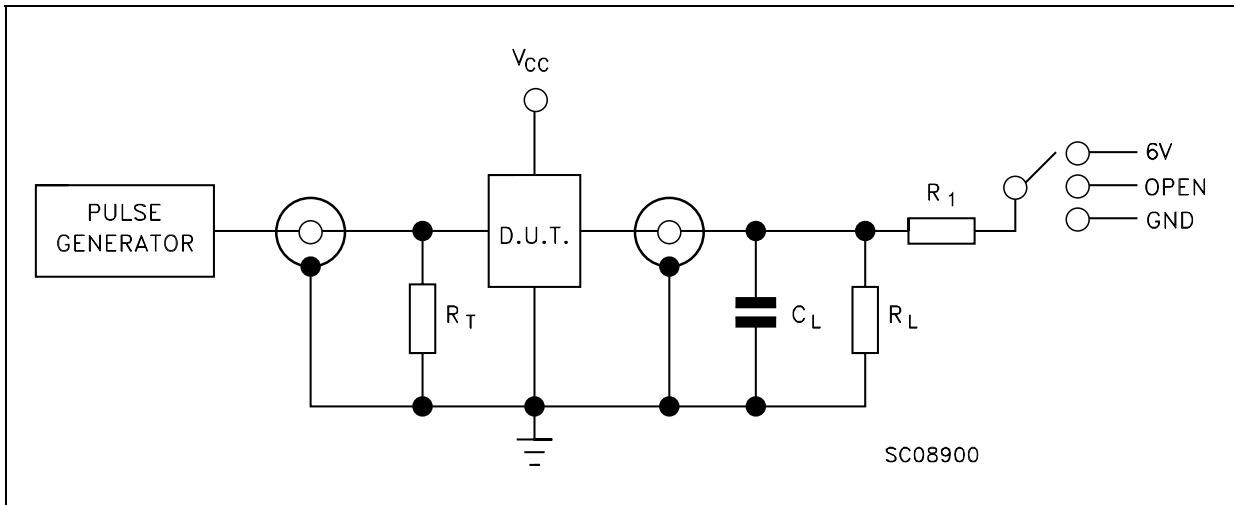 VCC
PULSE
GENERATOR
D.U.T.
RT
CL
RL
R1
6V
OPEN
GND
SC08900